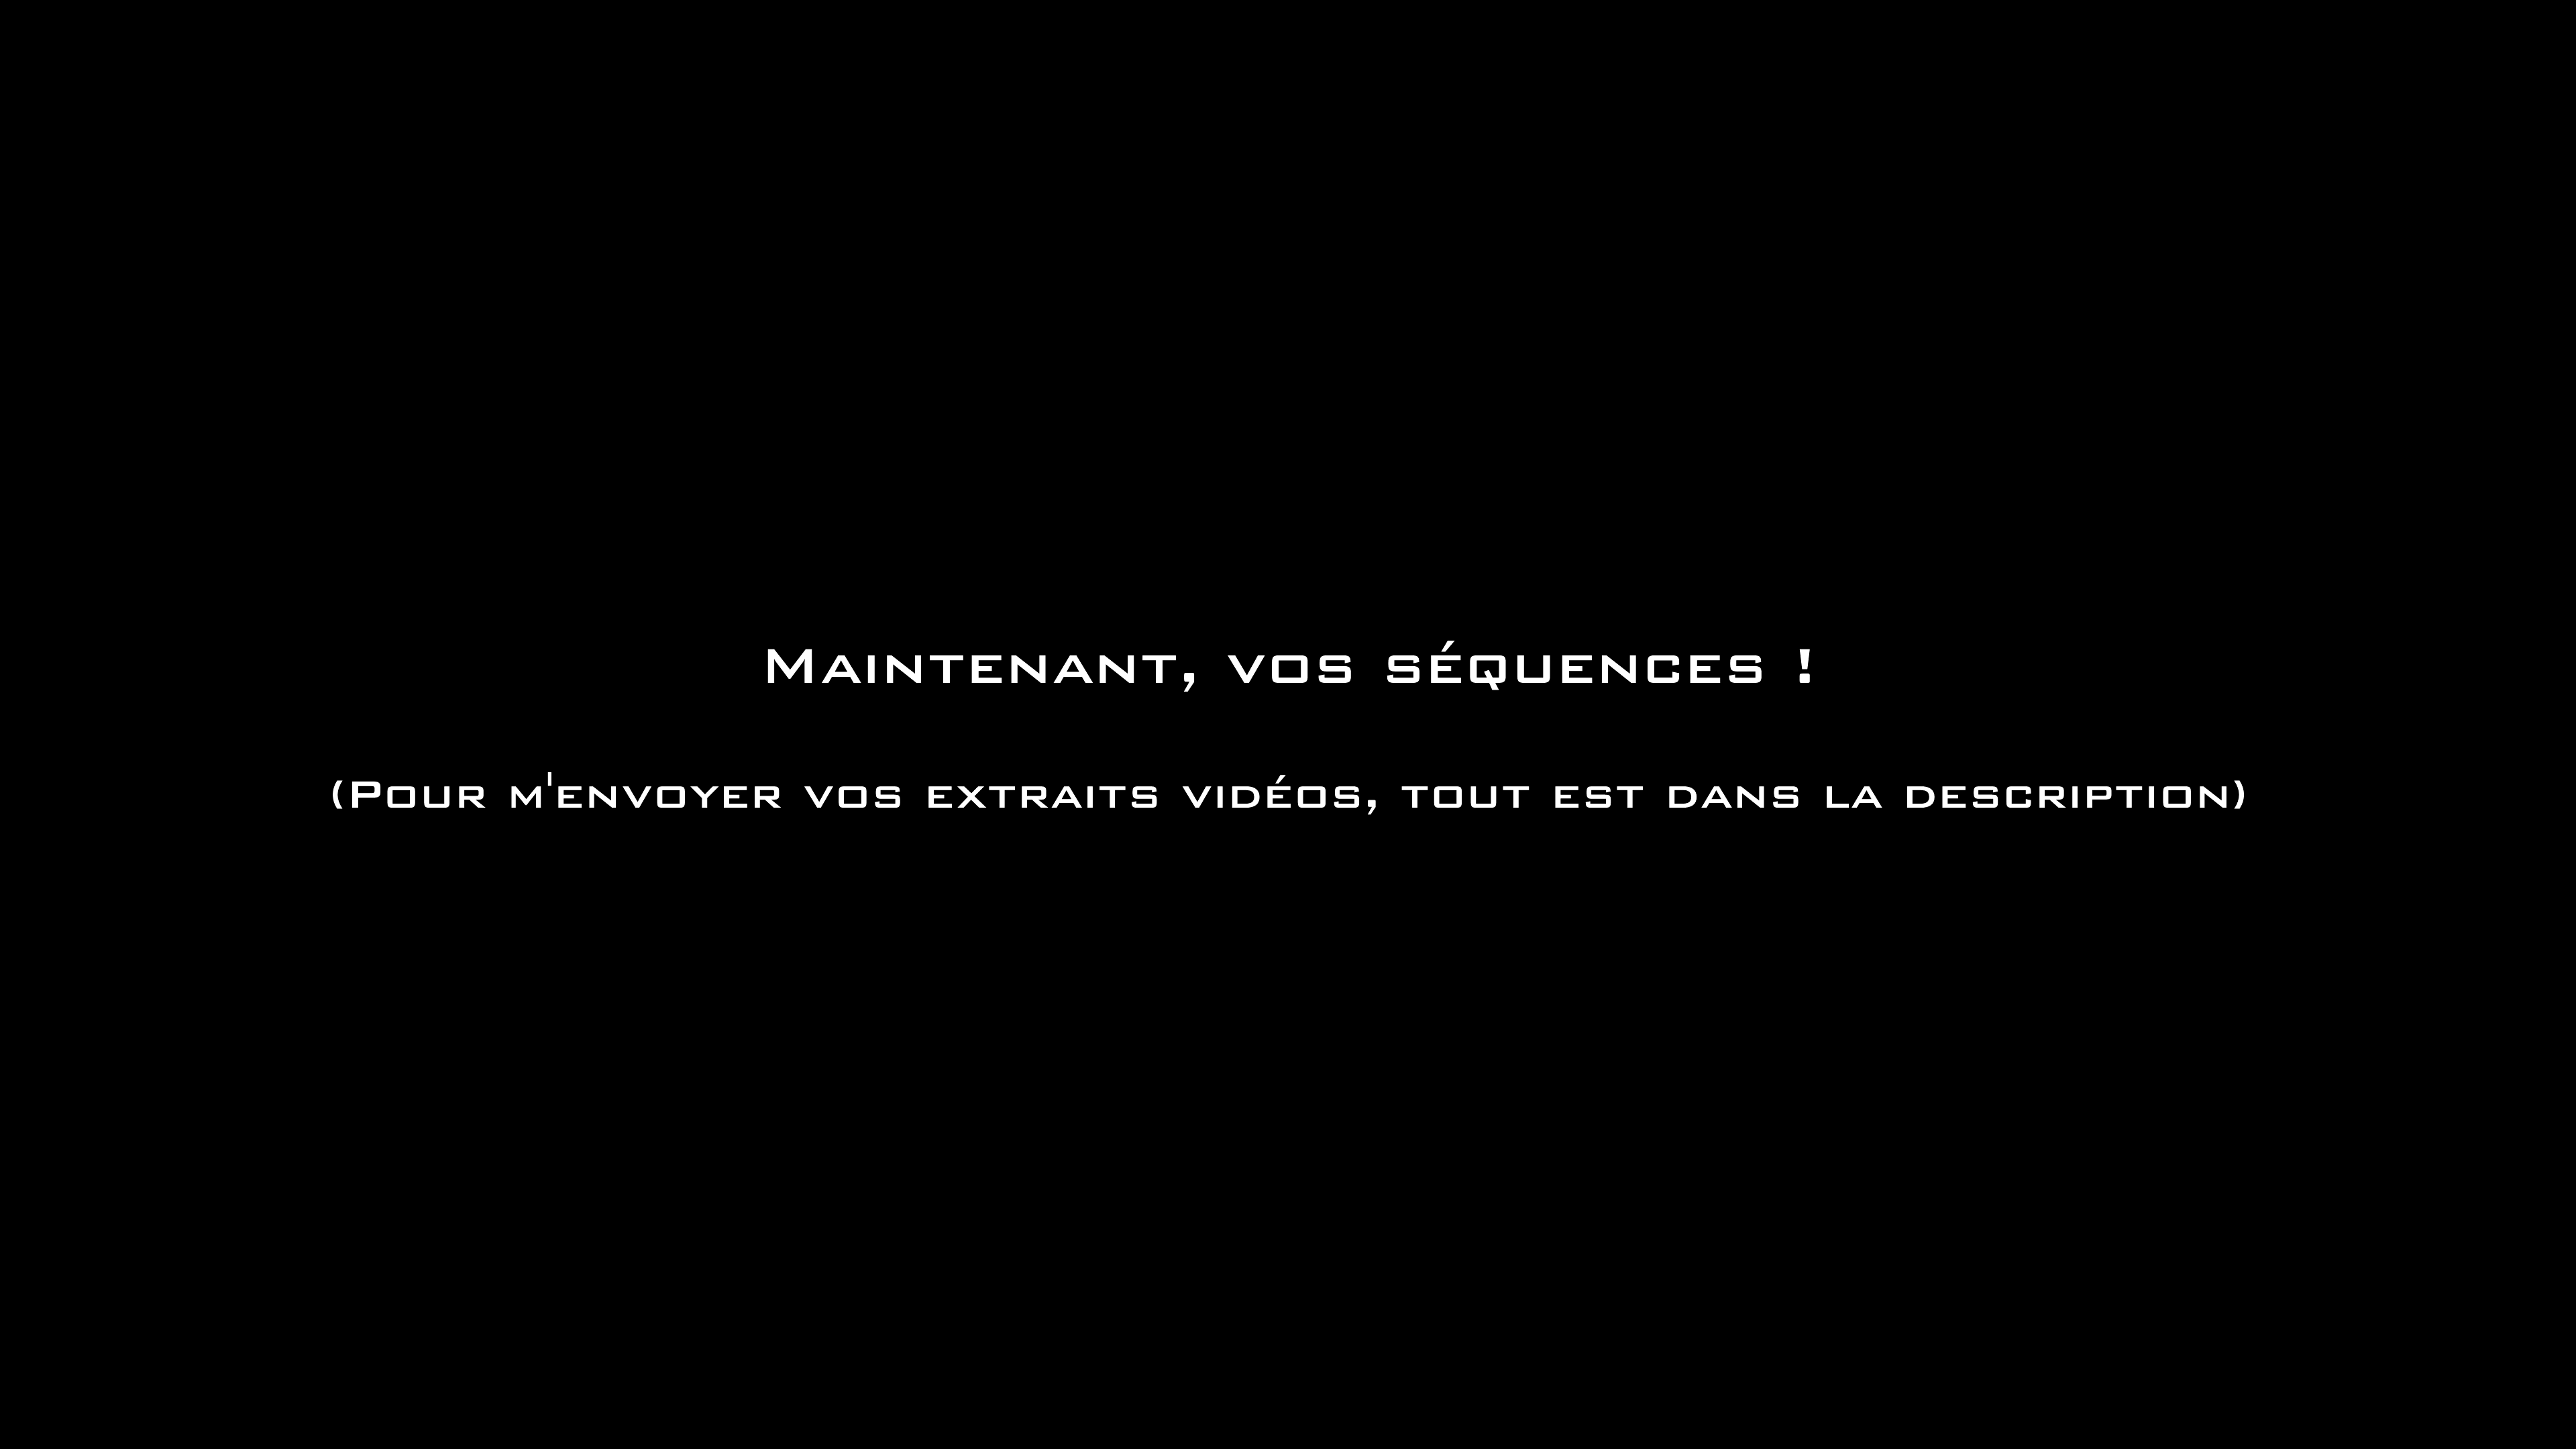 Maintenant, vos séquences !
(Pour m'envoyer vos extraits vidéos, tout est dans la description)